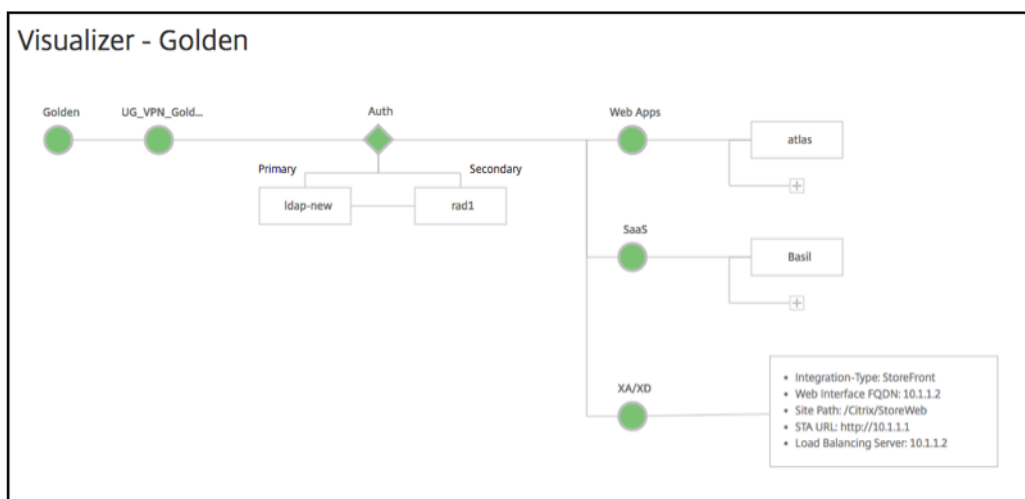 Visualizer - Golden
Golden
UG_VPN_Gold...
Auth
Primary
Secondary
ldap-new
rad1
Web Apps
atlas
SaaS
Basil
XA/XD
• Integration-Type: StoreFront
• Web Interface FQDN: 10.1.1.2
• Site Path: /Citrix/StoreWeb
• STA URL: http://10.1.1.1
• Load Balancing Server: 10.1.1.2